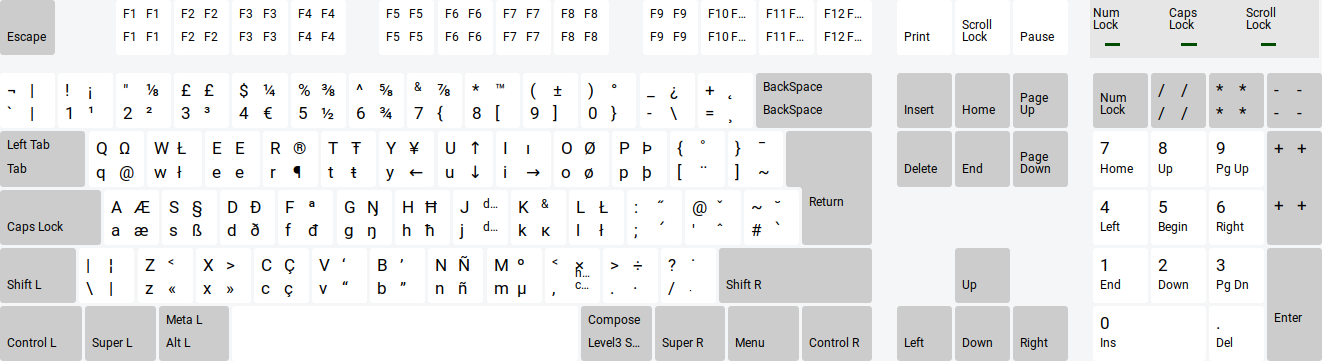 F1 F1 F2 F2 F3 F3 F4 F4 F5 F5 F6 F6 F7 F7 F8 F8 F9 F9 F10 F… F11 F… F12 F…
Escape F1 F1 F2 F2 F3 F3 F4 F4 F5 F5 F6 F6 F7 F7 F8 F8 F9 F9 F10 F… F11 F… F12 F… Print Scroll Lock Pause Num Lock Caps Lock Scroll Lock
¬ | ! ¡ " ⅛ £ £ $ ¼ % ⅜ ^ ⅝ & ⅞ * ™ ( ± ) ° _ ¿ + ˛ BackSpace
` | 1 ¹ 2 ² 3 ³ 4 € 5 ½ 6 ¾ 7 { 8 [ 9 ] 0 } - \ = ¸ BackSpace Insert Home Page Up Num Lock
/ / * * - -
/ / * * - -
Left Tab Q Ω W Ł E E R ® T Ŧ Y ¥ U ↑ I ı O Ø P Þ { ° } ¯
Tab q @ w ł e e r ¶ t ŧ y ← u ↓ i → o ø p þ [ ¨ ] ~ Return Delete End Page Down
7 8 9 + +
Home Up Pg Up
A Æ S § D Ð F ª G Ŋ H Ħ J d… K & L Ł : ˝ @ ˇ ~ ˘
Caps Lock a æ s ß d ð f đ g ŋ h ħ j d… k ĸ l ł ; ´ ' ^ # `
4 5 6 + +
Left Begin Right
| ¦ Z < X > C Ç V ‘ B ’ N Ñ M º < × h… > ÷ ? ˙
Shift L \ | z « x » c ç v “ b ” n ñ m µ , c… . · / . Shift R Up
1 2 3
End Down Pg Dn
Control L Super L Meta L Alt L Compose Level3 S… Super R Menu Control R Left Down Right
0 . Enter
Ins Del